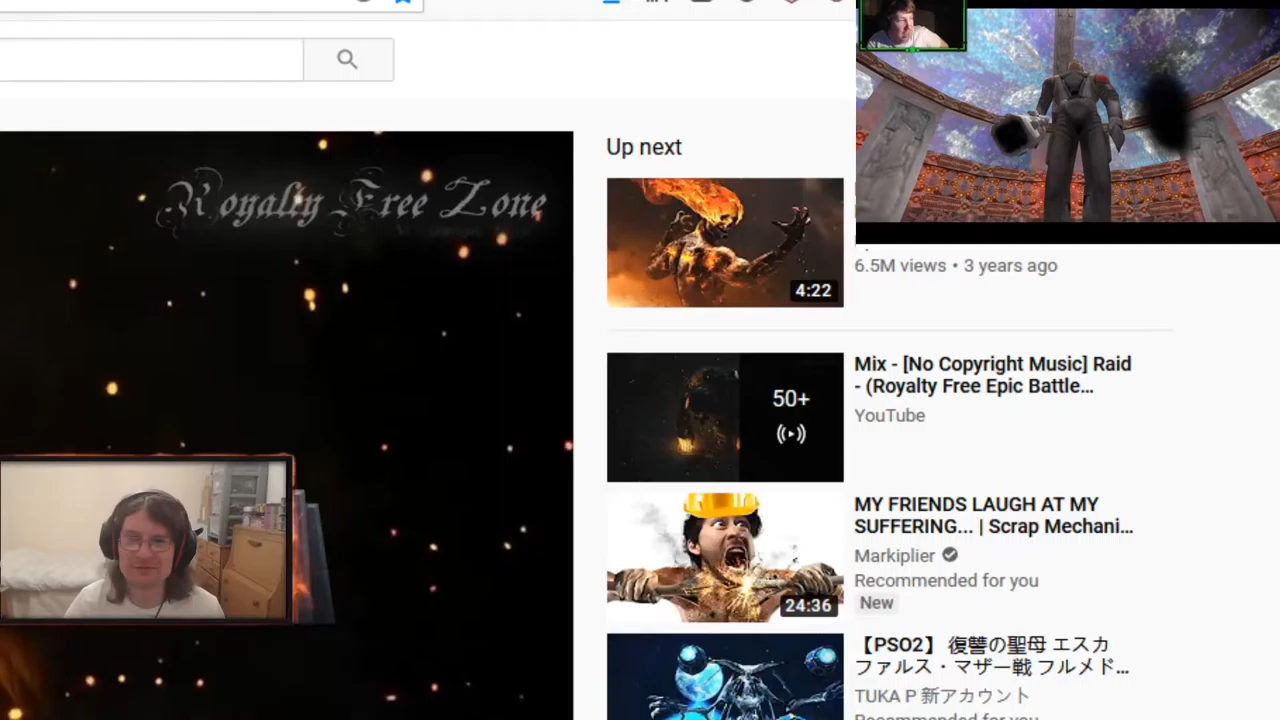 Royalty Free Zone
Up next
4:22
6.5M views • 3 years ago
50+
Mix - [No Copyright Music] Raid
- (Royalty Free Epic Battle…
YouTube
MY FRIENDS LAUGH AT MY
SUFFERING... | Scrap Mechani…
Markiplier
Recommended for you
New
24:36
【PSO2】 復讐の聖母 エスカ
ファルス・マザー戦 フルメド…
TUKA P 新アカウント
Recommended for you